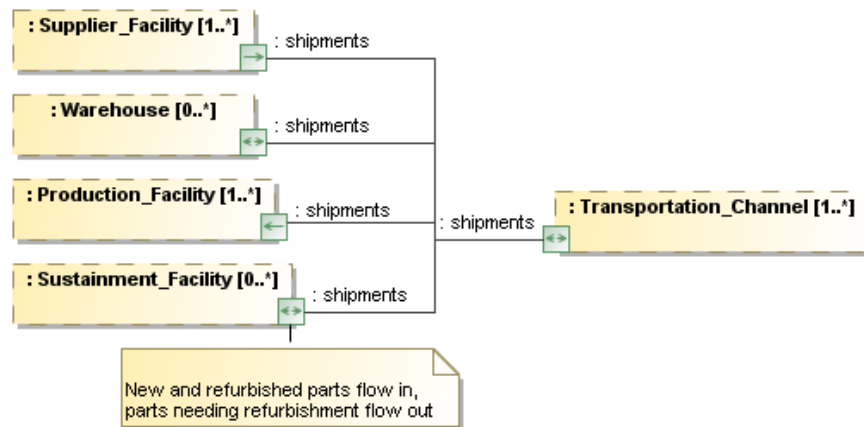 : Supplier_Facility [1..*]
: shipments
: Warehouse [0..*]
: shipments
: Production_Facility [1..*]
: shipments
: Transportation_Channel [1..*]
: shipments
: Sustainment_Facility [0..*]
: shipments
New and refurbished parts flow in,
parts needing refurbishment flow out